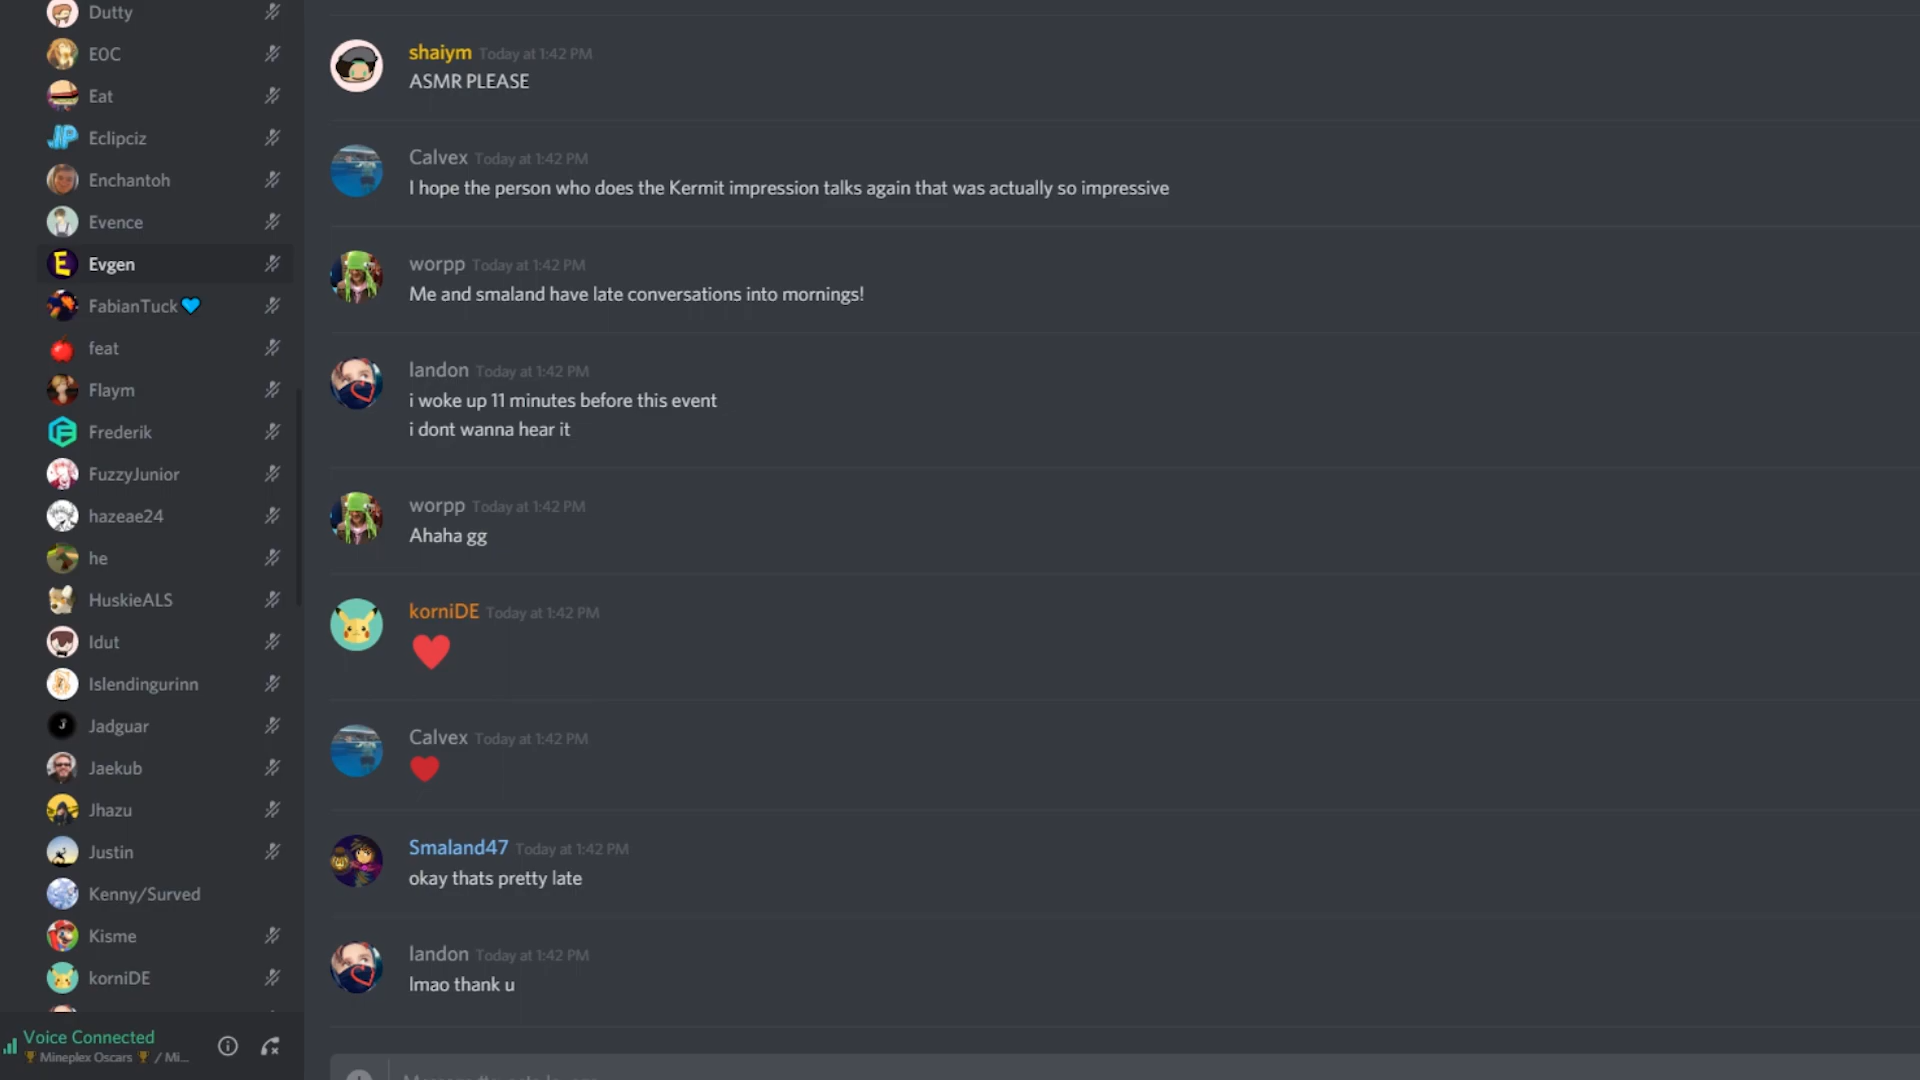 Dutty
E0C
Eat
Eclipciz
Enchantoh
Evence
Evgen
FabianTuck💙
feat
Flaym
Frederik
FuzzyJunior
hazeae24
he
HuskieALS
Idut
Islendingurinn
Jadguar
Jaekub
Jhazu
Justin
Kenny/Surved
Kisme
korniDE
Voice Connected
🏆 Mineplex Oscars 🏆 / Mi...
shaiym Today at 1:42 PM
ASMR PLEASE
Calvex Today at 1:42 PM
I hope the person who does the Kermit impression talks again that was actually so impressive
worpp Today at 1:42 PM
Me and smaland have late conversations into mornings!
landon Today at 1:42 PM
i woke up 11 minutes before this event
i dont wanna hear it
worpp Today at 1:42 PM
Ahaha gg
korniDE Today at 1:42 PM
❤️
Calvex Today at 1:42 PM
❤️
Smaland47 Today at 1:42 PM
okay thats pretty late
landon Today at 1:42 PM
lmao thank u